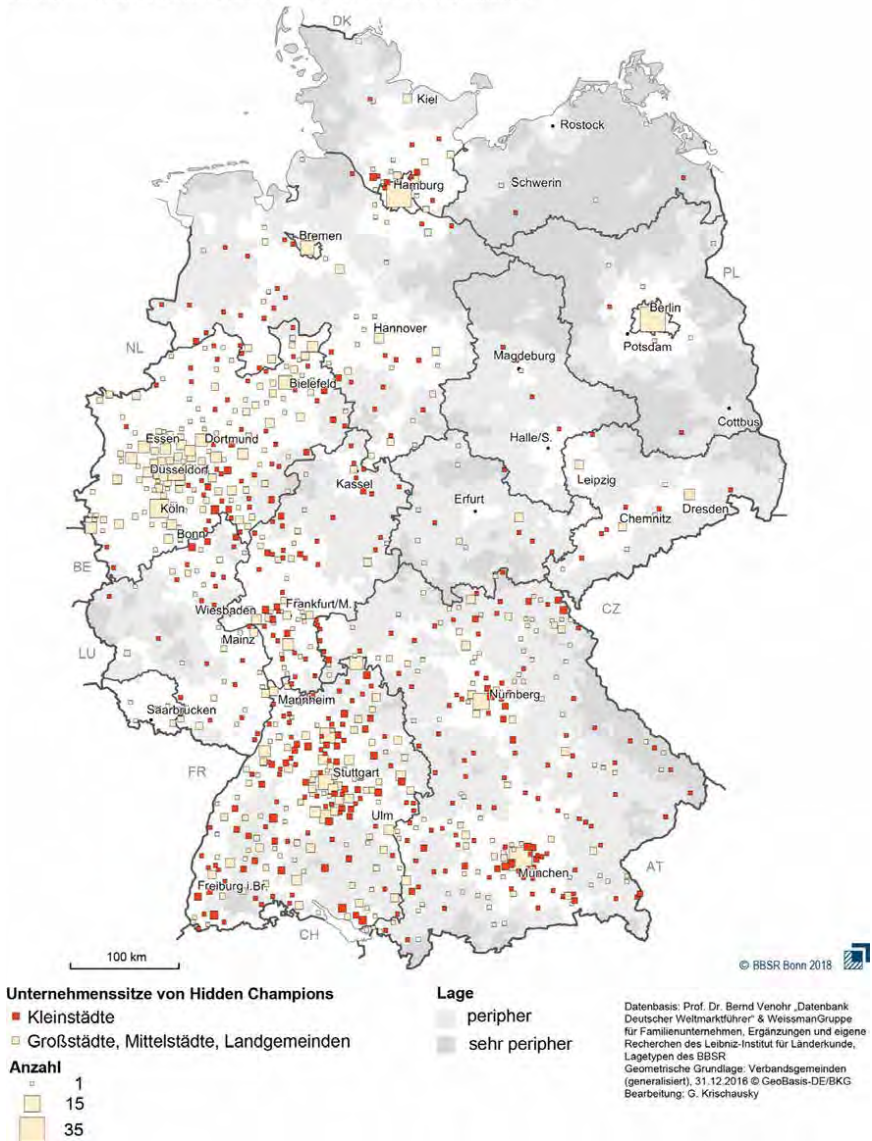 DK
Kiel
Rostock
Hamburg
Schwerin
Bremen
PL
Berlin
Hannover
Potsdam
NL
Magdeburg
Bielefeld
Cottbus
Essen
Dortmund
Halle/S.
Düsseldorf
Leipzig
Kassel
Köln
Erfurt
Dresden
Chemnitz
Bonn
BE
Wiesbaden
Frankfurt/M.
CZ
Mainz
LU
Nürnberg
Mannheim
Saarbrücken
FR
Stuttgart
Ulm
München
AT
Freiburg i.Br.
CH
100 km
© BBSR Bonn 2018
Unternehmenssitze von Hidden Champions
Kleinstädte
Großstädte, Mittelstädte, Landgemeinden
Anzahl
1
15
35
Lage
peripher
sehr peripher
Datenbasis: Prof. Dr. Bernd Venohr „Datenbank
Deutscher Weltmarktführer" & WeissmanGruppe
für Familienunternehmen, Ergänzungen und eigene
Recherchen des Leibniz-Institut für Länderkunde,
Lagetypen des BBSR
Geometrische Grundlage: Verbandsgemeinden
(generalisiert), 31.12.2016 © GeoBasis-DE/BKG
Bearbeitung: G. Krischausky